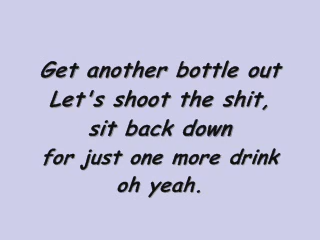 Get another bottle out
Let's shoot the shit,
sit back down
for just one more drink
oh yeah.